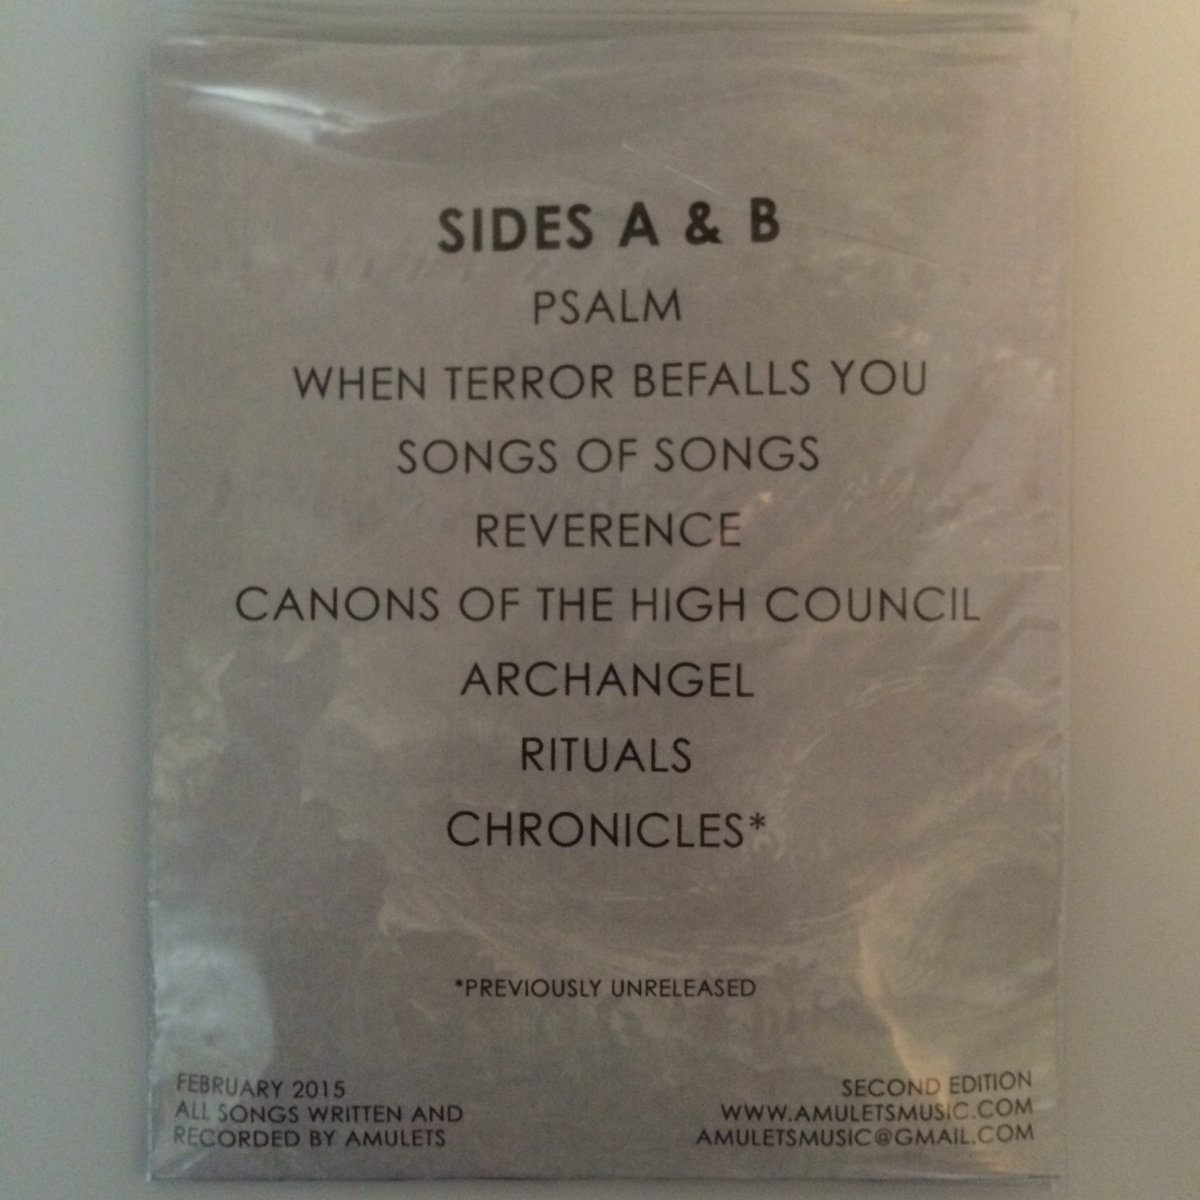 SIDES A & B
PSALM
WHEN TERROR BEFALLS YOU
SONGS OF SONGS
REVERENCE
CANONS OF THE HIGH COUNCIL
ARCHANGEL
RITUALS
CHRONICLES*
*PREVIOUSLY UNRELEASED
FEBRUARY 2015
ALL SONGS WRITTEN AND
RECORDED BY AMULETS
SECOND EDITION
WWW.AMULETSMUSIC.COM
AMULETSMUSIC@GMAIL.COM